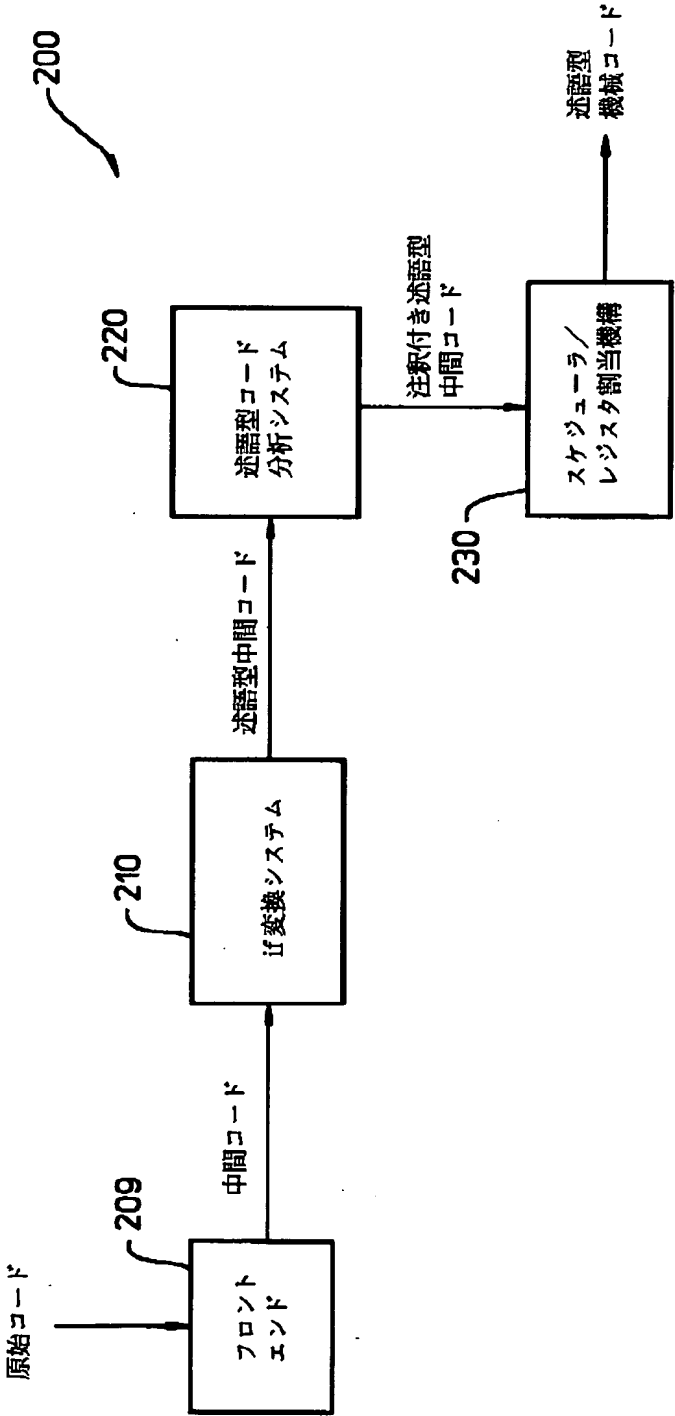 200
原始コード
209
フロント
エンド
中間コード
210
if変換システム
述語型中間コード
220
述語型コード
分析システム
注釈付き述語型
中間コード
230
スケジューラ／
レジスタ割当機構
述語型
機械コード